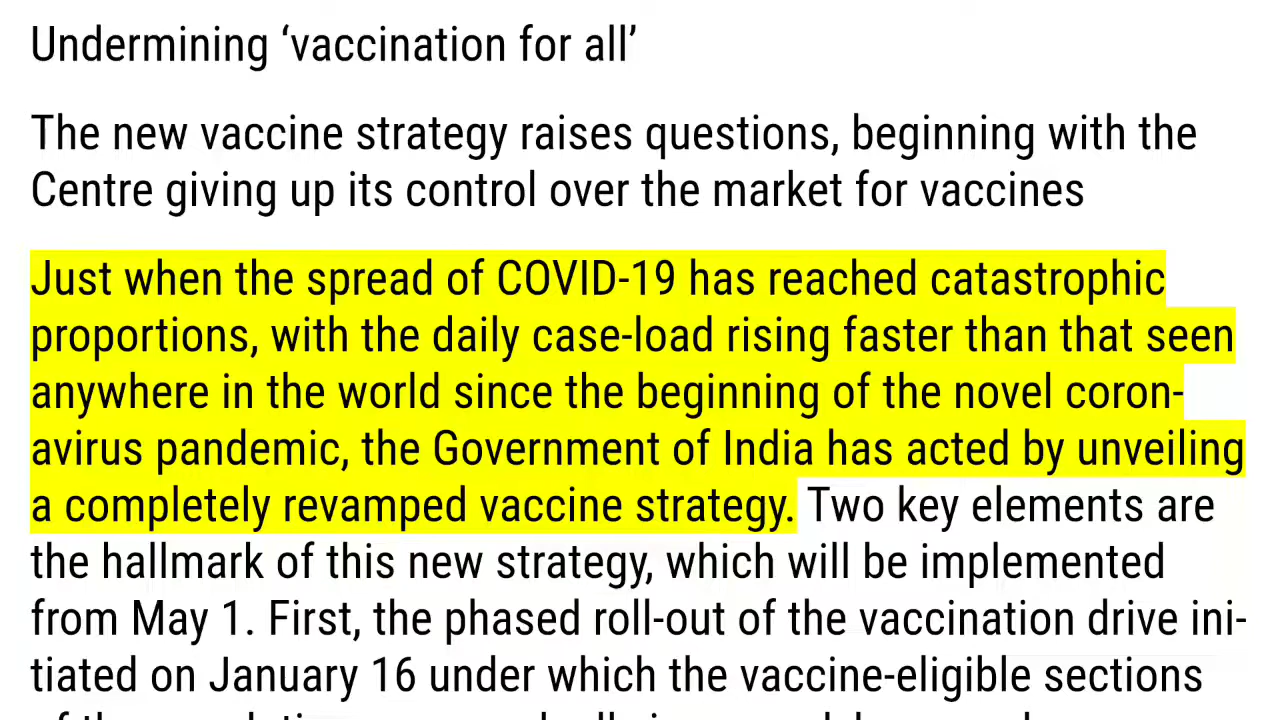 Undermining ‘vaccination for all’
The new vaccine strategy raises questions, beginning with the
Centre giving up its control over the market for vaccines
Just when the spread of COVID-19 has reached catastrophic
proportions, with the daily case-load rising faster than that seen
anywhere in the world since the beginning of the novel coron-
avirus pandemic, the Government of India has acted by unveiling
a completely revamped vaccine strategy. Two key elements are
the hallmark of this new strategy, which will be implemented
from May 1. First, the phased roll-out of the vaccination drive ini-
tiated on January 16 under which the vaccine-eligible sections